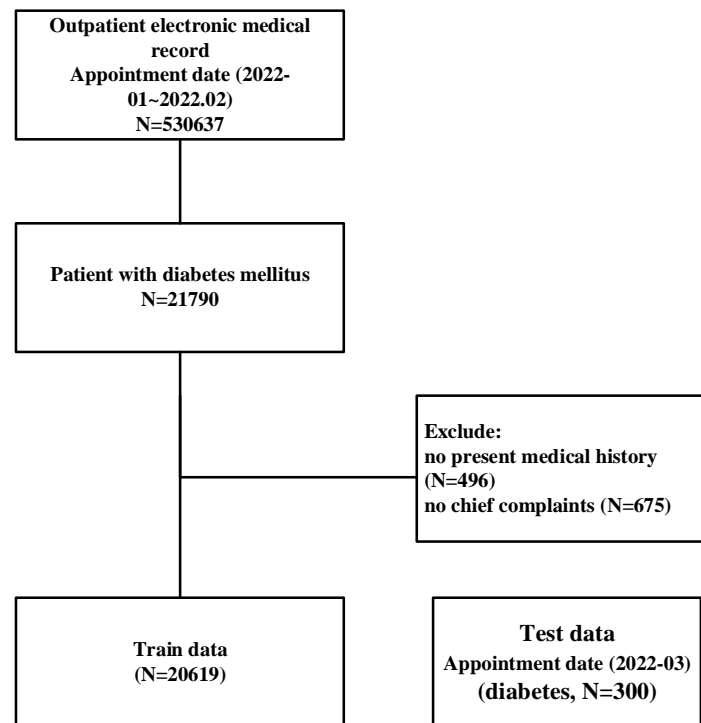 Outpatient electronic medical
record
Appointment date (2022-
01~2022.02)
N=530637
Patient with diabetes mellitus
N=21790
Exclude:
no present medical history
(N=496)
no chief complaints (N=675)
Train data
(N=20619)
Test data
Appointment date (2022-03)
(diabetes, N=300)